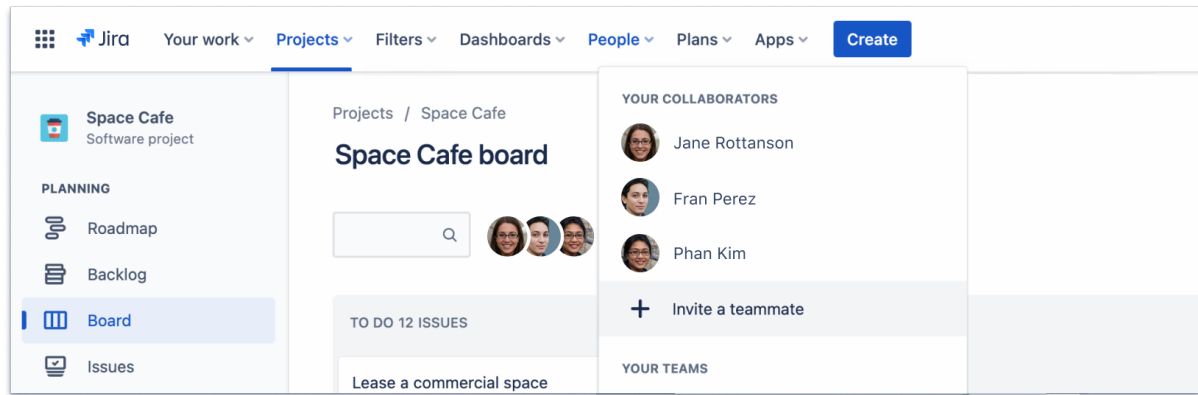 Jira Your work Projects Filters Dashboards People Plans Apps Create
Space Cafe
Software project
PLANNING
Roadmap
Backlog
Board
Issues
Projects / Space Cafe
Space Cafe board
TO DO 12 ISSUES
Lease a commercial space
YOUR COLLABORATORS
Jane Rottanson
Fran Perez
Phan Kim
+ Invite a teammate
YOUR TEAMS